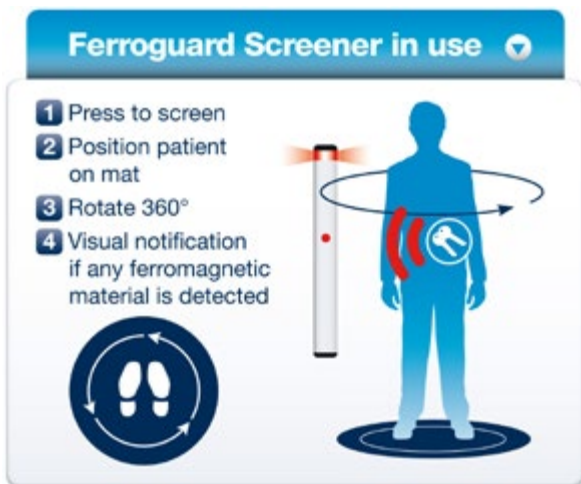 Ferroguard Screener in use
1 Press to screen
2 Position patient
on mat
3 Rotate 360°
4 Visual notification
if any ferromagnetic
material is detected